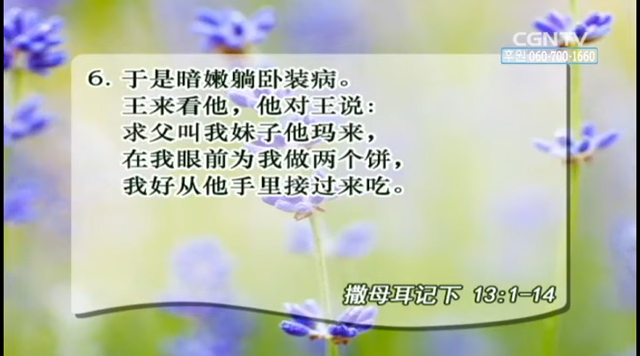 CGNTV
후원 060-700-1660
6. 于是暗嫩躺卧装病。
王来看他，他对王说：
求父叫我妹子他玛来，
在我眼前为我做两个饼，
我好从他手里接过来吃。
撒母耳记下 13:1-14